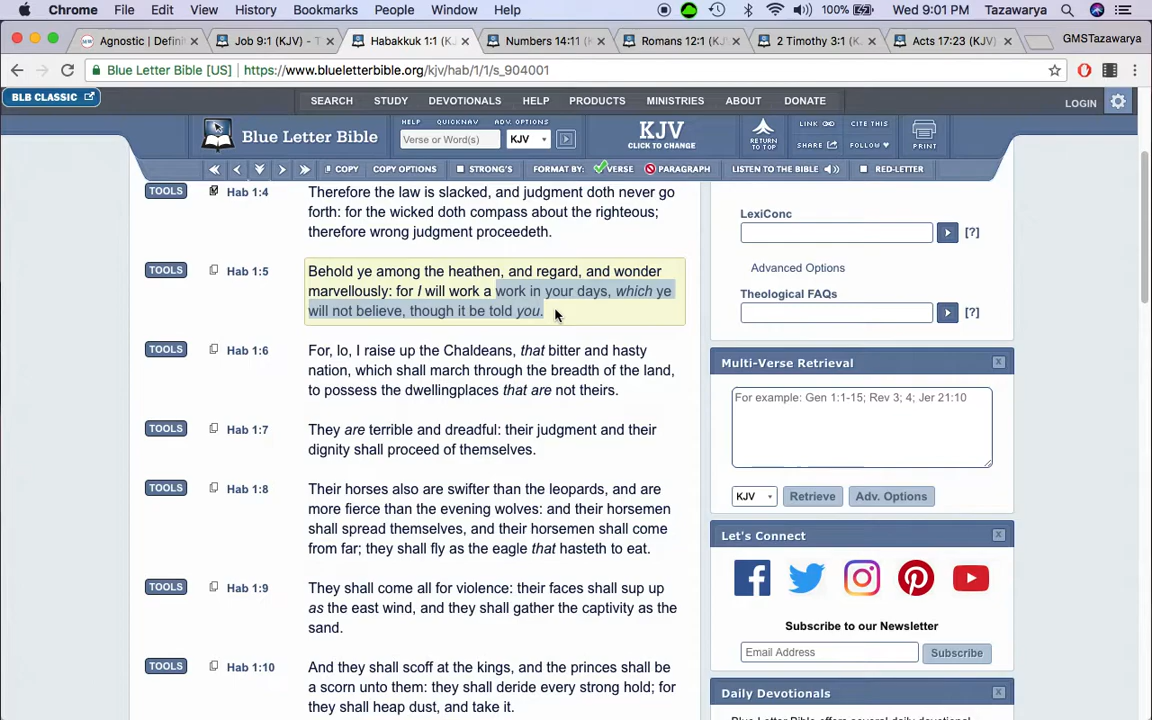 Chrome File Edit View History Bookmarks People Window Help 100% Wed 9:01 PM Tazawarya
Agnostic | Defini Job 9:1 (KJV) - T Habakkuk 1:1 (KJV) Numbers 14:11 ( Romans 12:1 (KJ 2 Timothy 3:1 (K Acts 17:23 (KJV) GMSTazawarya
Blue Letter Bible [US] https://www.blueletterbible.org/kjv/hab/1/1/s_904001
BLB CLASSIC SEARCH STUDY DEVOTIONALS HELP PRODUCTS MINISTRIES ABOUT DONATE LOGIN
HELP QUICKNAV ADV. OPTIONS
Blue Letter Bible Verse or Word(s) KJV
KJV
CLICK TO CHANGE
RETURN
TO TOP
LINK CITE THIS
SHARE FOLLOW
PRINT
COPY COPY OPTIONS STRONG'S FORMAT BY: VERSE PARAGRAPH LISTEN TO THE BIBLE RED-LETTER
TOOLS Hab 1:4 Therefore the law is slacked, and judgment doth never go
forth: for the wicked doth compass about the righteous;
therefore wrong judgment proceedeth.
TOOLS Hab 1:5 Behold ye among the heathen, and regard, and wonder
marvellously: for I will work a work in your days, which ye
will not believe, though it be told you.
TOOLS Hab 1:6 For, lo, I raise up the Chaldeans, that bitter and hasty
nation, which shall march through the breadth of the land,
to possess the dwellingplaces that are not theirs.
TOOLS Hab 1:7 They are terrible and dreadful: their judgment and their
dignity shall proceed of themselves.
TOOLS Hab 1:8 Their horses also are swifter than the leopards, and are
more fierce than the evening wolves: and their horsemen
shall spread themselves, and their horsemen shall come
from far; they shall fly as the eagle that hasteth to eat.
TOOLS Hab 1:9 They shall come all for violence: their faces shall sup up
as the east wind, and they shall gather the captivity as the
sand.
TOOLS Hab 1:10 And they shall scoff at the kings, and the princes shall be
a scorn unto them: they shall deride every strong hold; for
they shall heap dust, and take it.
LexiConc
[?]
Advanced Options
Theological FAQs
[?]
Multi-Verse Retrieval X
For example: Gen 1:1-15; Rev 3; 4; Jer 21:10
KJV Retrieve Adv. Options
Let's Connect X
Subscribe to our Newsletter
Email Address Subscribe
Daily Devotionals X
Blue Letter Bible offers several daily devotional